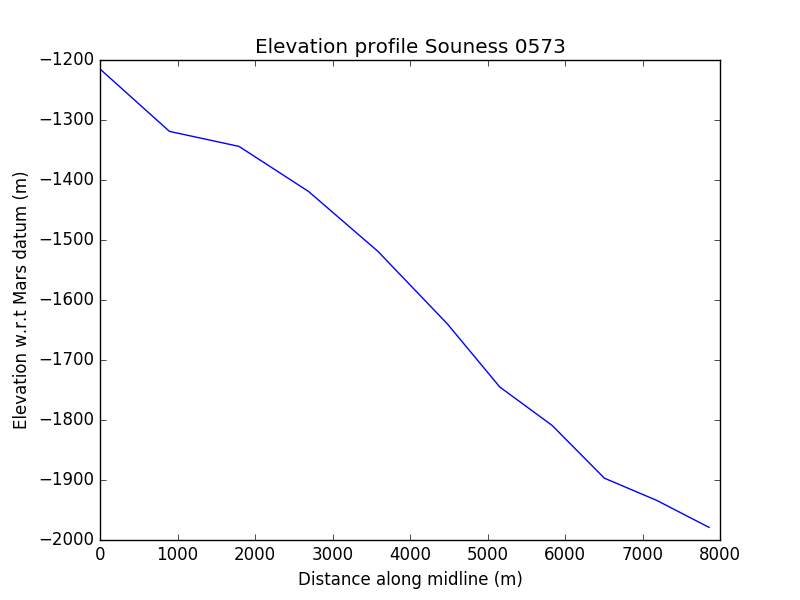 Elevation profile Souness 0573
−1200
−1300
−1400
−1500
−1600
−1700
−1800
−1900
−2000
Elevation w.r.t Mars datum (m)
0 1000 2000 3000 4000 5000 6000 7000 8000
Distance along midline (m)